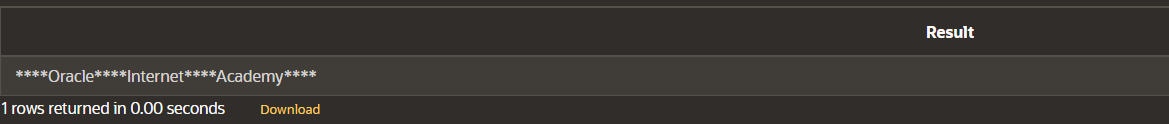 Result
****Oracle****Internet****Academy****
1 rows returned in 0.00 seconds Download